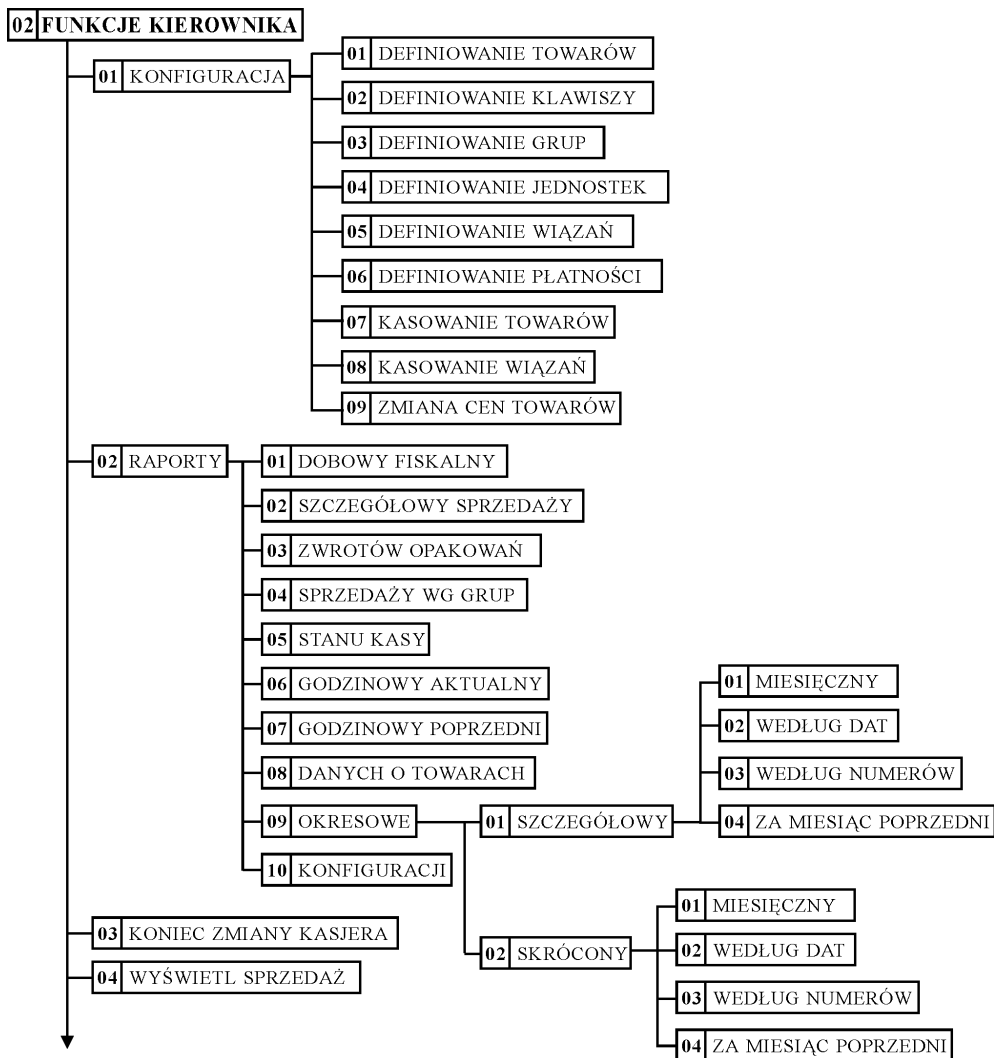 02 FUNKCJE KIEROWNIKA
01 KONFIGURACJA
01 DEFINIOWANIE TOWARÓW
02 DEFINIOWANIE KLAWISZY
03 DEFINIOWANIE GRUP
04 DEFINIOWANIE JEDNOSTEK
05 DEFINIOWANIE WIĄZAŃ
06 DEFINIOWANIE PŁATNOŚCI
07 KASOWANIE TOWARÓW
08 KASOWANIE WIĄZAŃ
09 ZMIANA CEN TOWARÓW
02 RAPORTY
01 DOBOWY FISKALNY
02 SZCZEGÓŁOWY SPRZEDAŻY
03 ZWROTÓW OPAKOWAŃ
04 SPRZEDAŻY WG GRUP
05 STANU KASY
06 GODZINOWY AKTUALNY
07 GODZINOWY POPRZEDNI
08 DANYCH O TOWARACH
09 OKRESOWE
01 SZCZEGÓŁOWY
01 MIESIĘCZNY
02 WEDŁUG DAT
03 WEDŁUG NUMERÓW
04 ZA MIESIĄC POPRZEDNI
02 SKRÓCONY
01 MIESIĘCZNY
02 WEDŁUG DAT
03 WEDŁUG NUMERÓW
04 ZA MIESIĄC POPRZEDNI
10 KONFIGURACJI
03 KONIEC ZMIANY KASJERA
04 WYŚWIETL SPRZEDAŻ